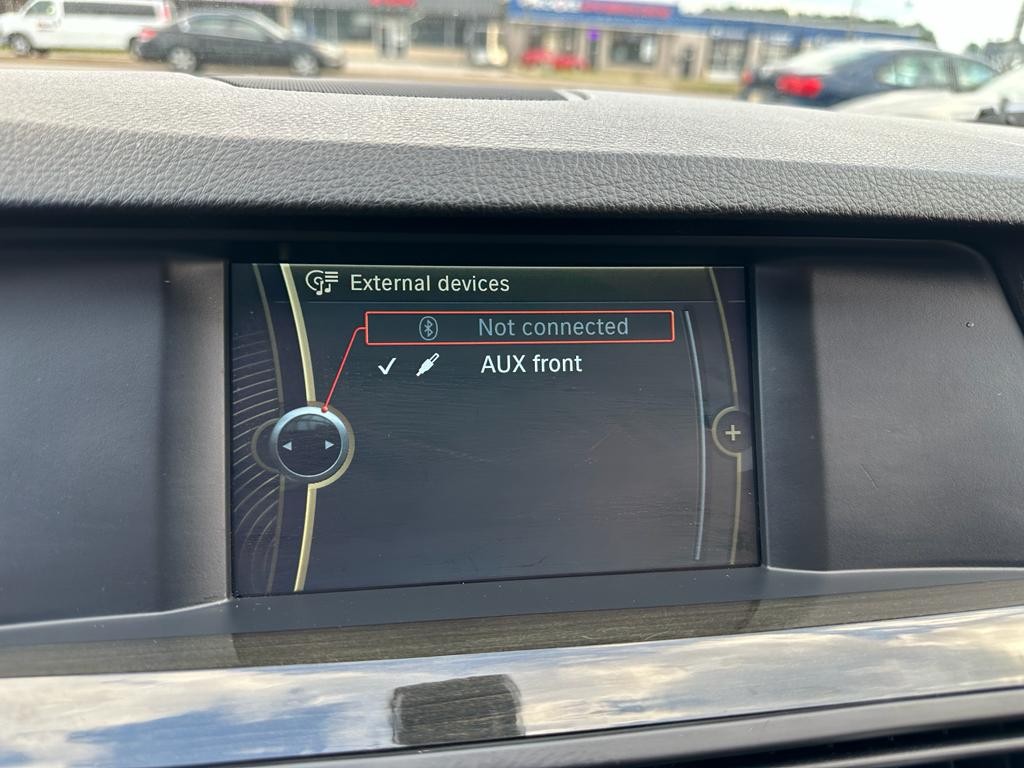 External devices
Not connected
AUX front